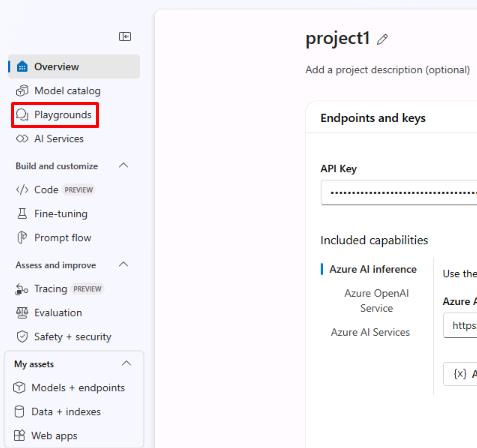 project1
Add a project description (optional)
Overview
Model catalog
Playgrounds
AI Services
Build and customize
Code PREVIEW
Fine-tuning
Prompt flow
Assess and improve
Tracing PREVIEW
Evaluation
Safety + security
My assets
Models + endpoints
Data + indexes
Web apps
Endpoints and keys
API Key
Included capabilities
Azure AI inference
Azure OpenAI
Service
Azure AI Services
Use the
Azure A
https:
{x} A